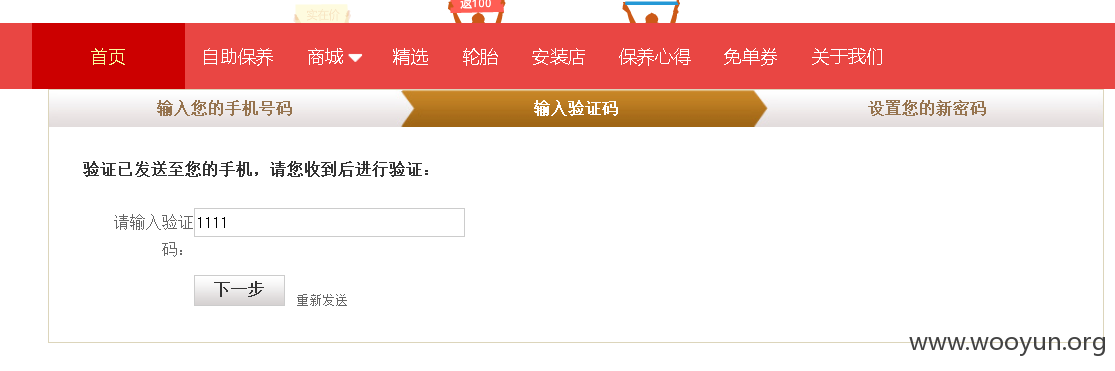 实在价
返100
首页 自助保养 商城 精选 轮胎 安装店 保养心得 免单券 关于我们
输入您的手机号码 输入验证码 设置您的新密码
验证已发送至您的手机，请您收到后进行验证：
请输入验证 1111
码：
下一步 重新发送
www.wooyun.org